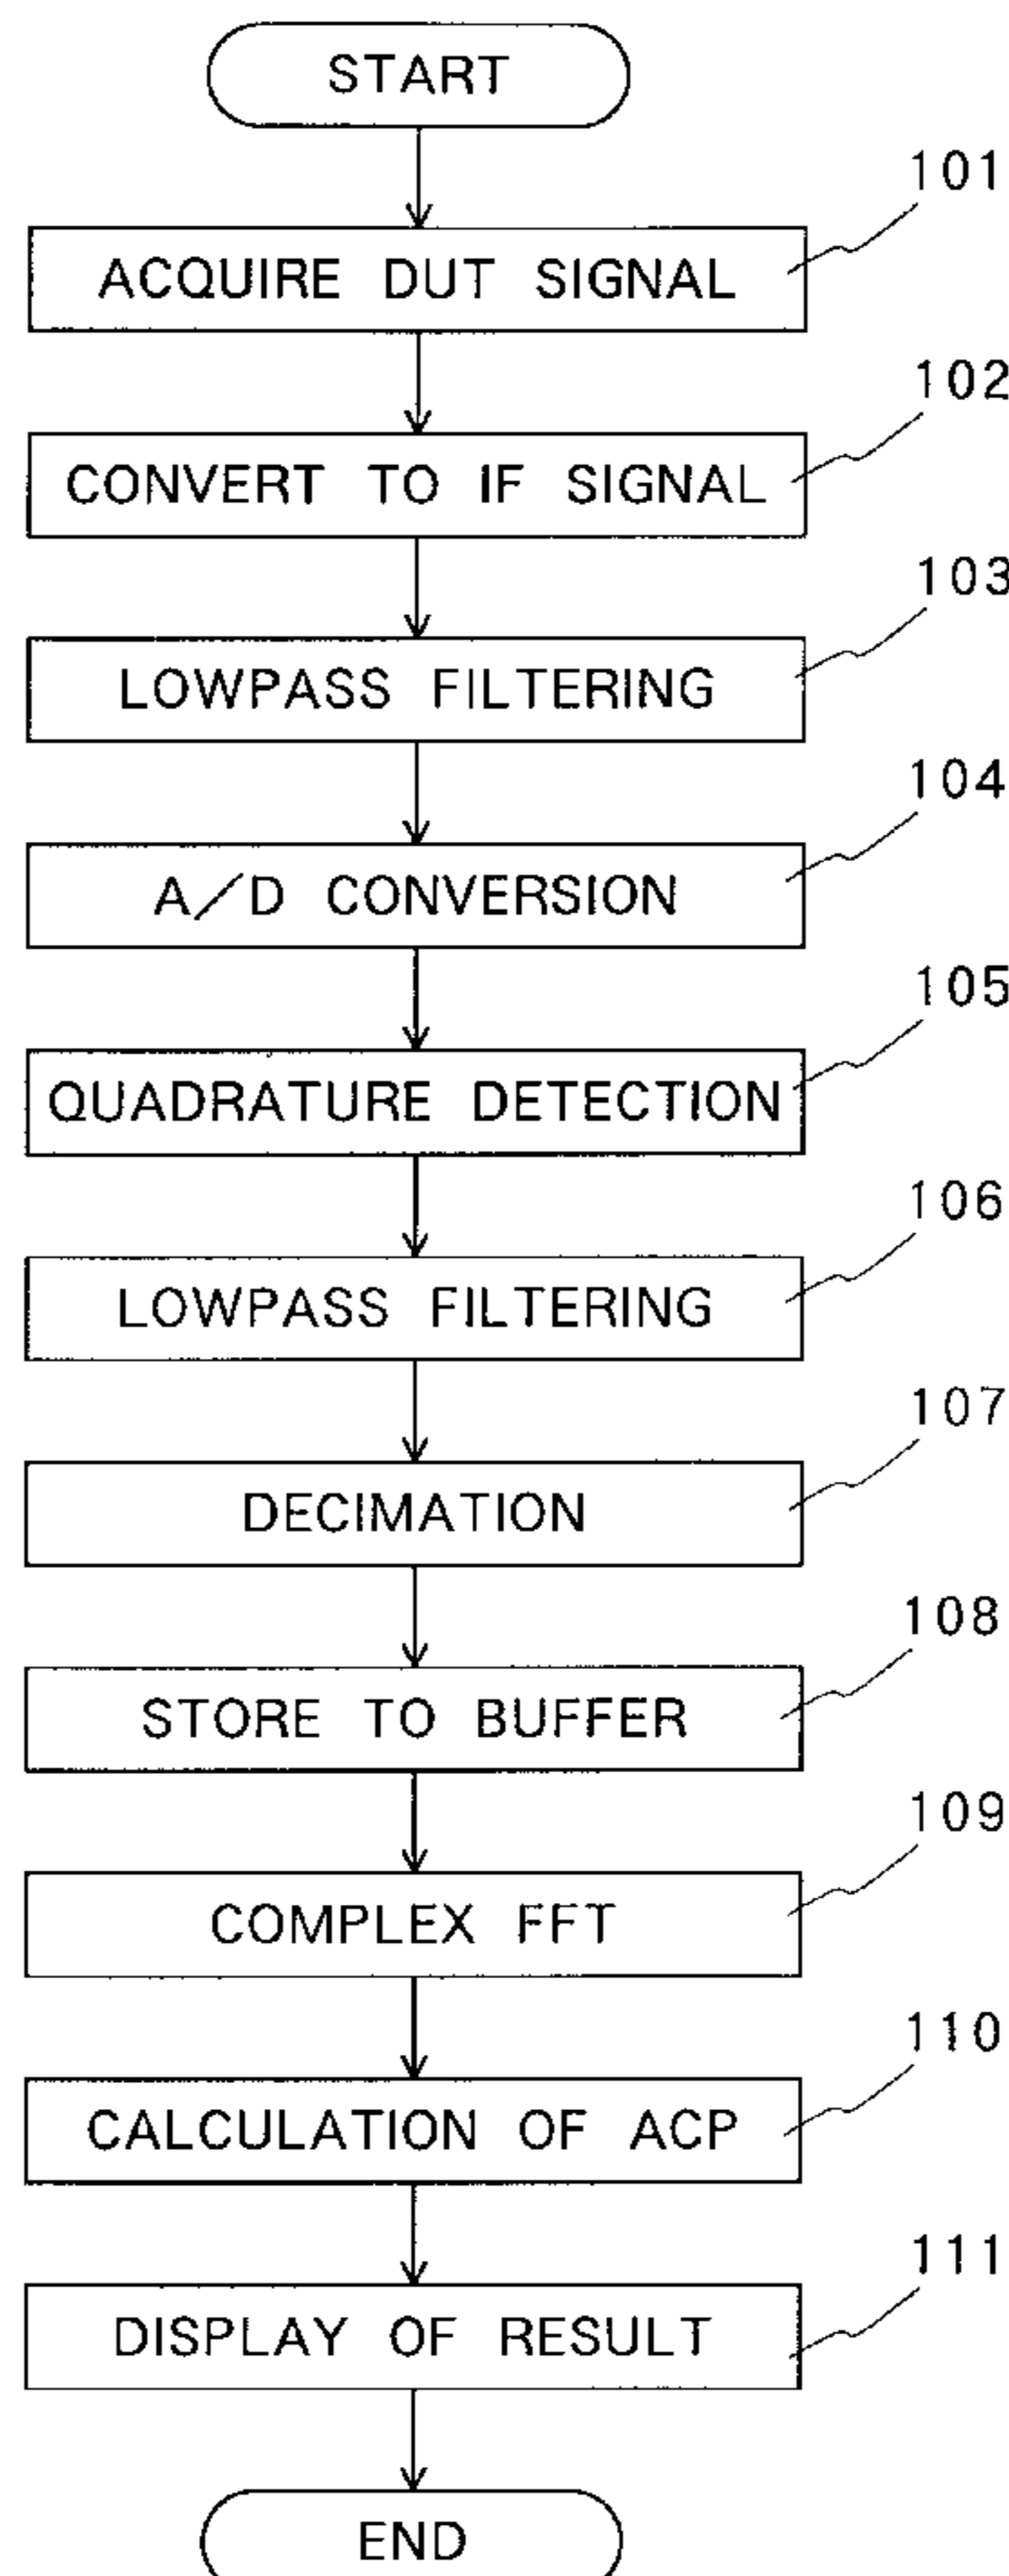 START
101
ACQUIRE DUT SIGNAL
102
CONVERT TO IF SIGNAL
103
LOWPASS FILTERING
104
A/D CONVERSION
105
QUADRATURE DETECTION
106
LOWPASS FILTERING
107
DECIMATION
108
STORE TO BUFFER
109
COMPLEX FFT
110
CALCULATION OF ACP
111
DISPLAY OF RESULT
END